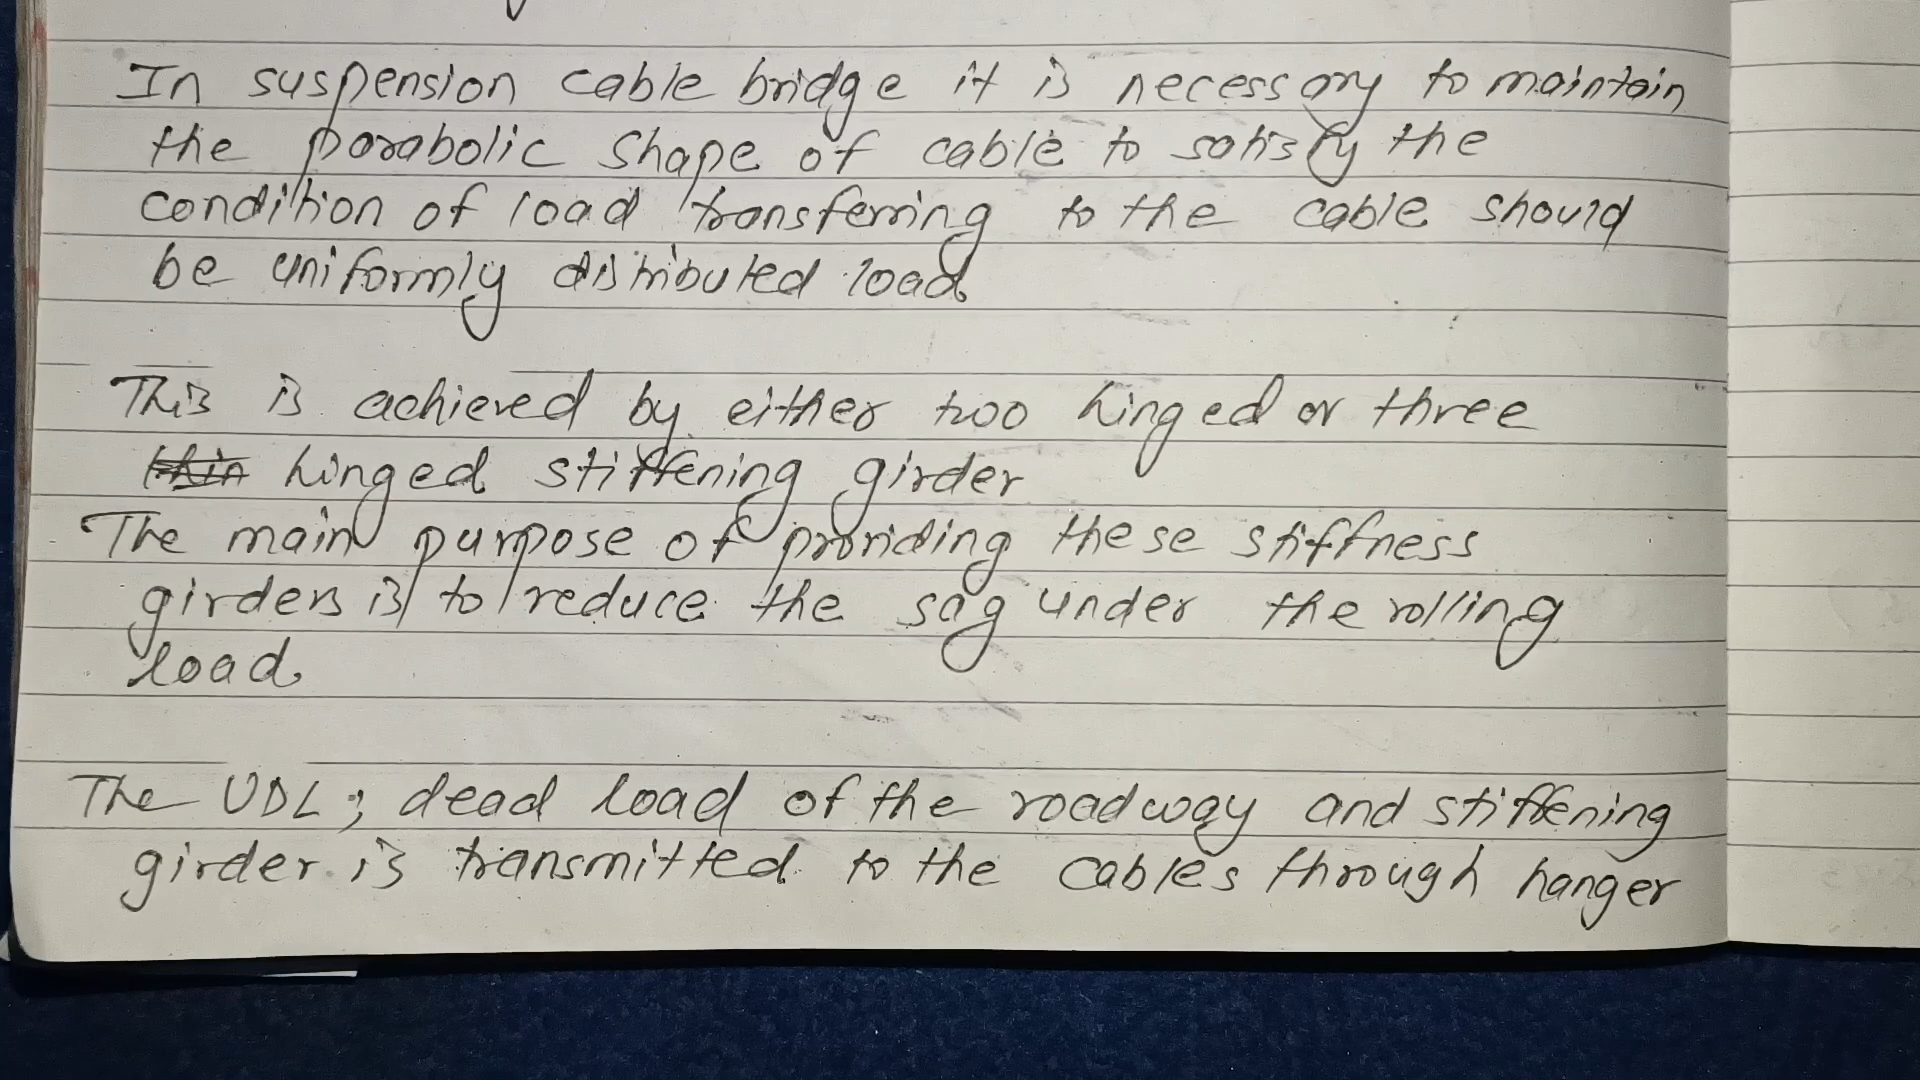 In suspension cable bridge it is necessary to maintain
the parabolic shape of cable to satisfy the
condition of load transferring to the cable should
be uniformly distributed load.
This is achieved by either two hinged or three
thin hinged stiffening girder
The main purpose of providing these stiffness
girders is to reduce the sag under the rolling
load.
The UDL; dead load of the roadway and stiffening
girder is transmitted to the cables through hanger